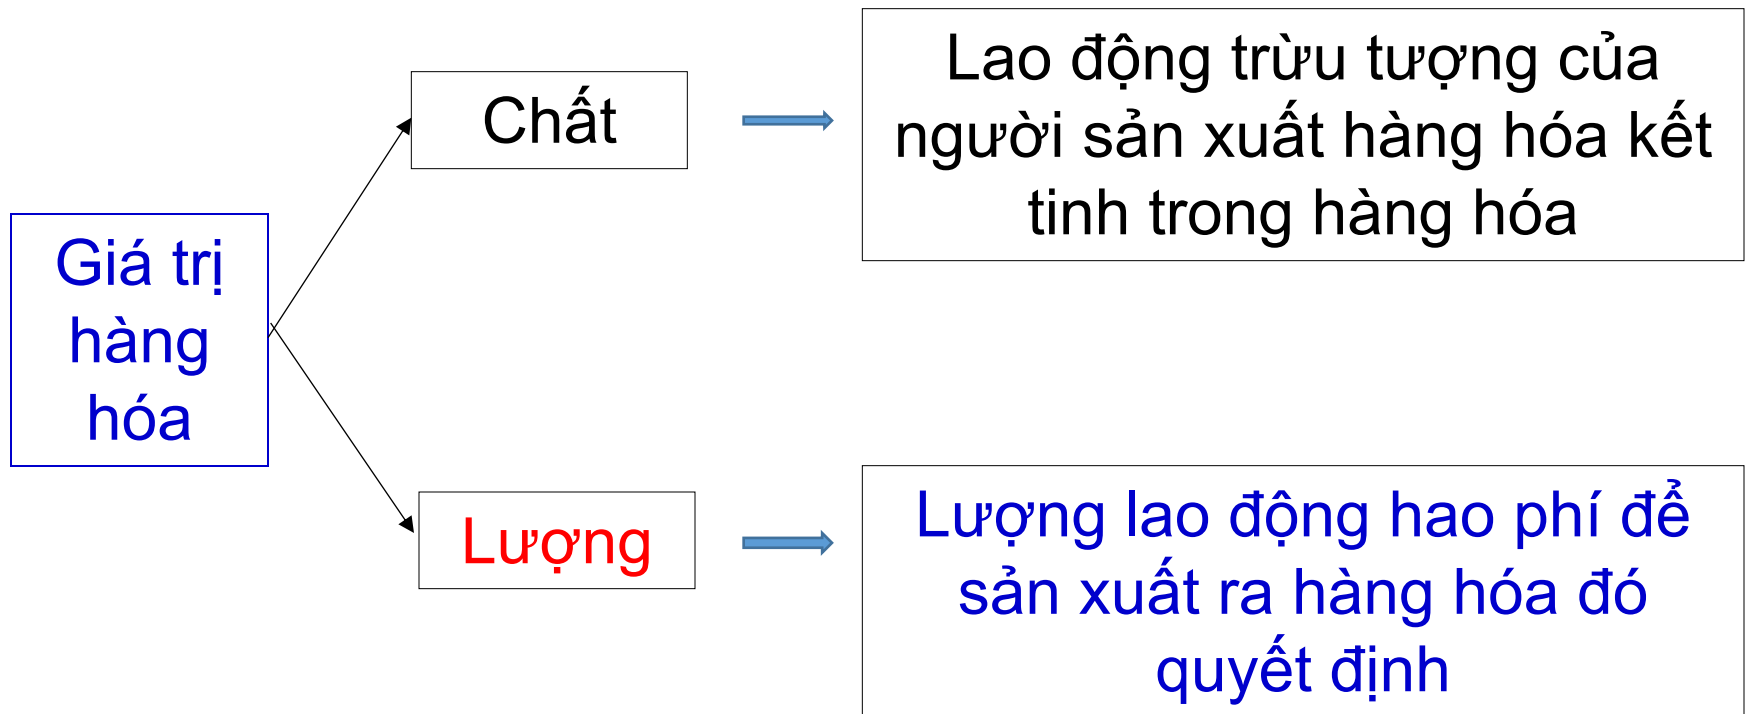 Giá trị
hàng
hóa
Chất
Lao động trừu tượng của
người sản xuất hàng hóa kết
tinh trong hàng hóa
Lượng
Lượng lao động hao phí để
sản xuất ra hàng hóa đó
quyết định